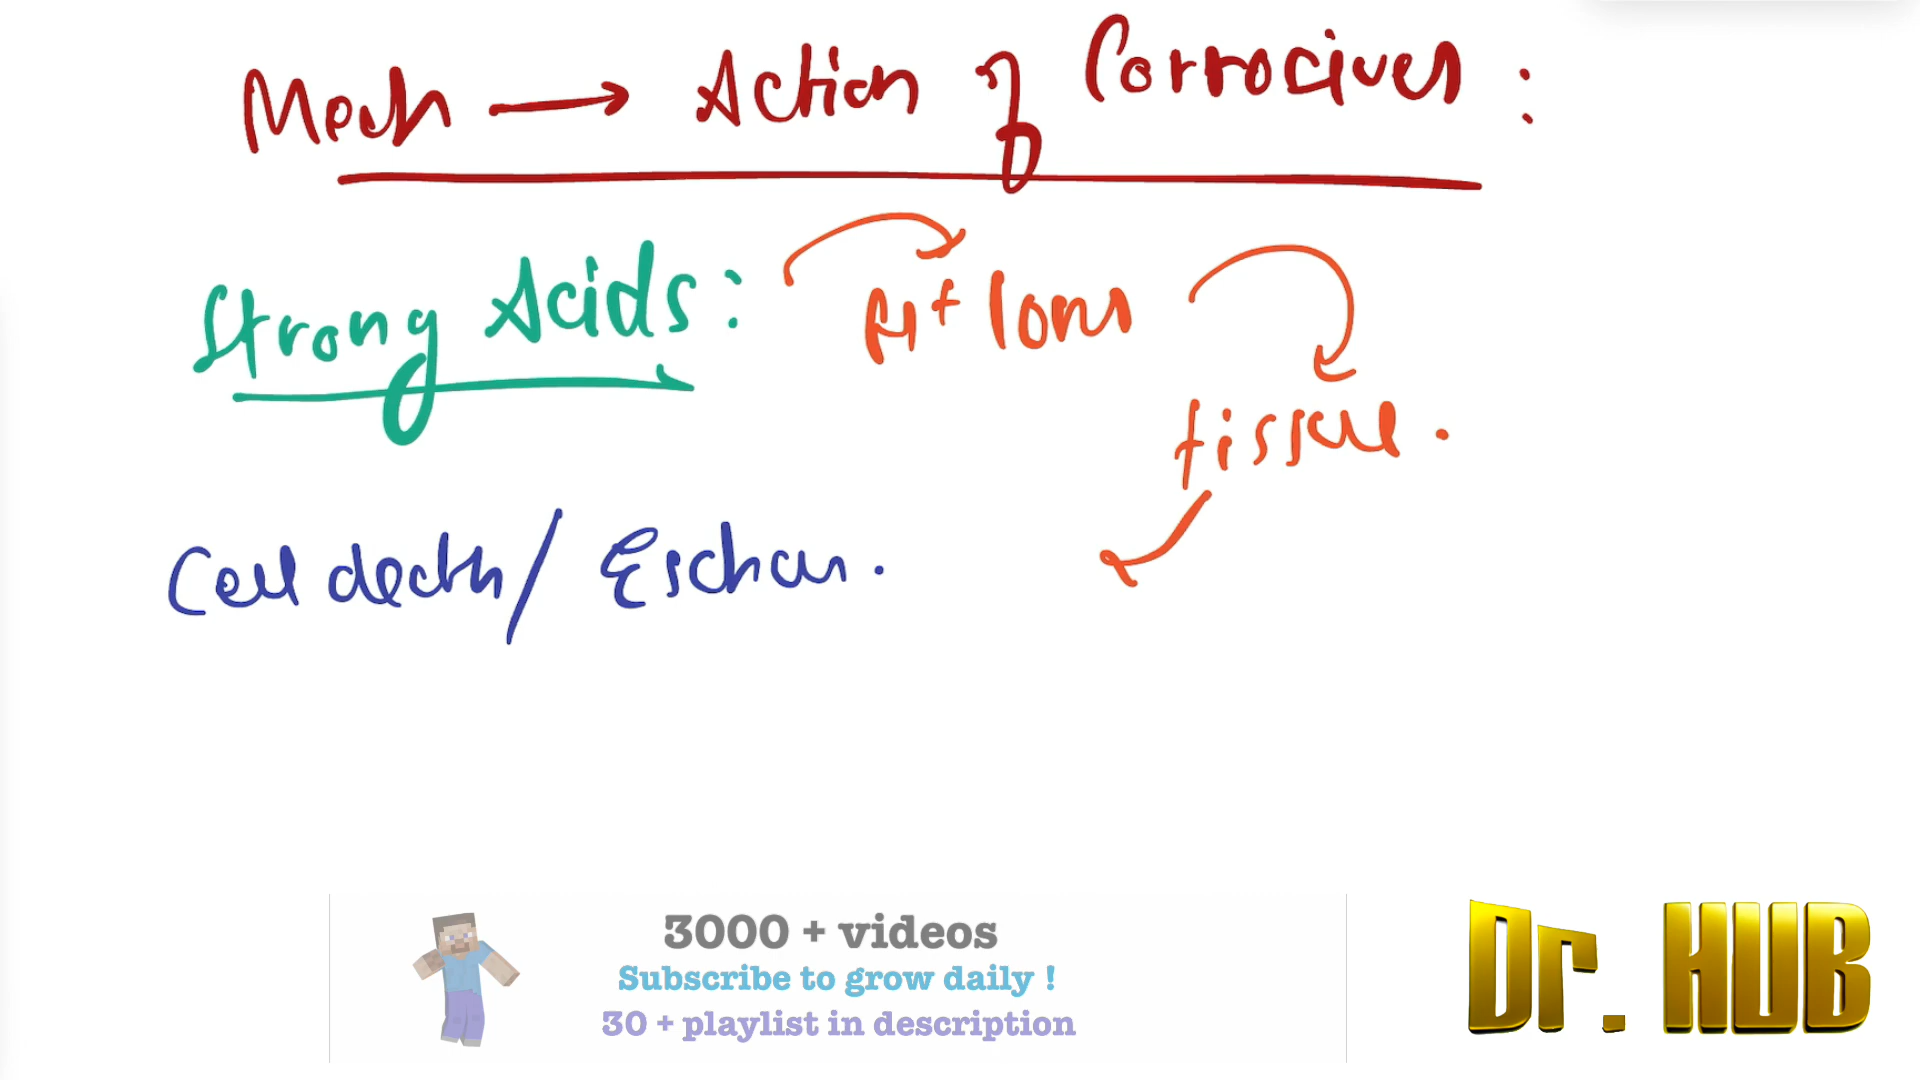 Mech → Action of Corrocives :
Strong Acids : H+ Ions
tissue .
Cell death / Eschar .
3000 + videos
Subscribe to grow daily !
30 + playlist in description
Dr. HUB